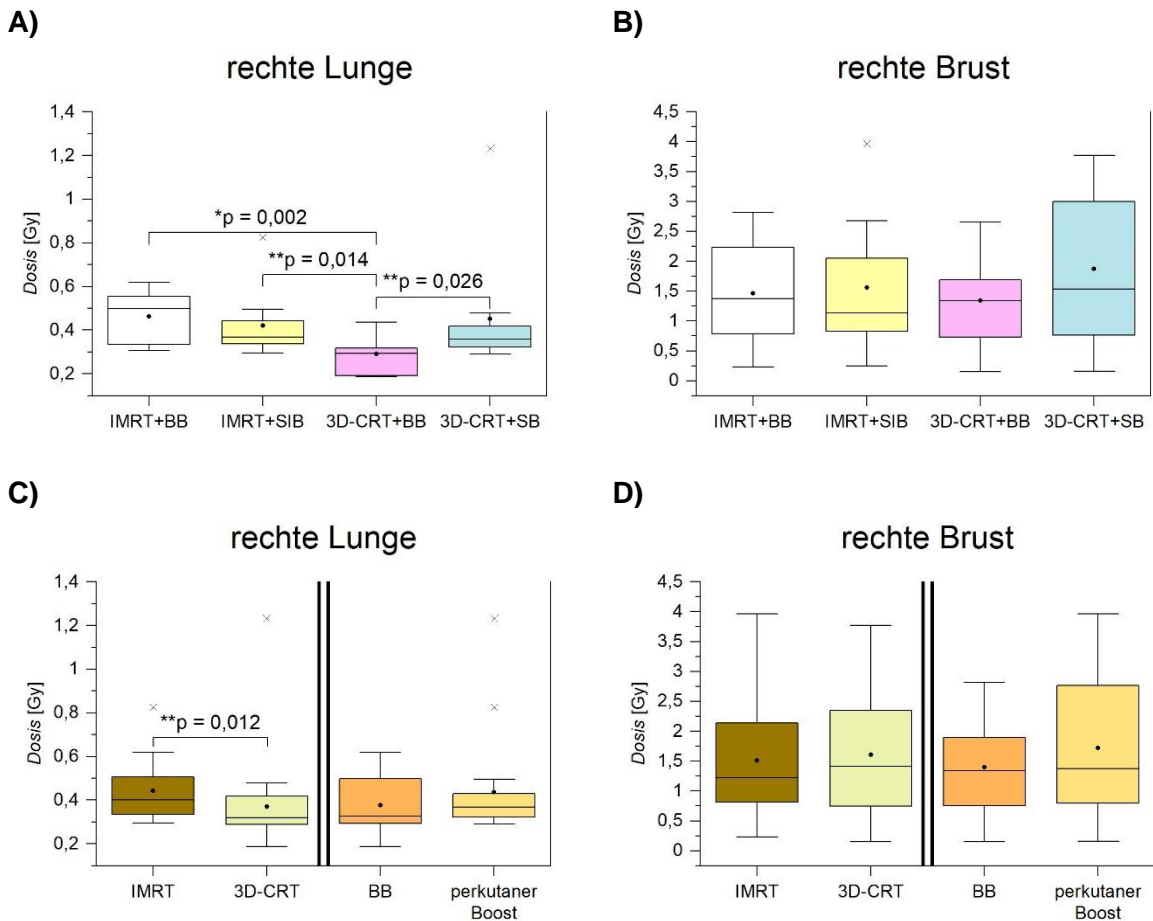 A)
rechte Lunge
1,4
1,2
1
0,8
0,6
0,4
0,2
Dosis [Gy]
*p = 0,002
**p = 0,014
**p = 0,026
IMRT+BB IMRT+SIB 3D-CRT+BB 3D-CRT+SB
B)
rechte Brust
4,5
4
3,5
3
2,5
2
1,5
1
0,5
0
Dosis [Gy]
IMRT+BB IMRT+SIB 3D-CRT+BB 3D-CRT+SB
C)
rechte Lunge
1,4
1,2
1
0,8
0,6
0,4
0,2
Dosis [Gy]
**p = 0,012
IMRT 3D-CRT BB perkutaner
Boost
D)
rechte Brust
4,5
4
3,5
3
2,5
2
1,5
1
0,5
0
Dosis [Gy]
IMRT 3D-CRT BB perkutaner
Boost